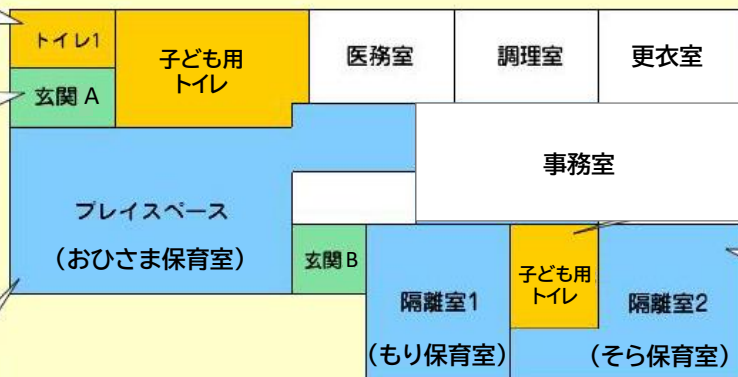 トイレ1
子ども用
トイレ
医務室
調理室
更衣室
玄関 A
事務室
プレイスペース
(おひさま保育室)
玄関 B
隔離室1
(もり保育室)
子ども用
トイレ
隔離室2
(そら保育室)